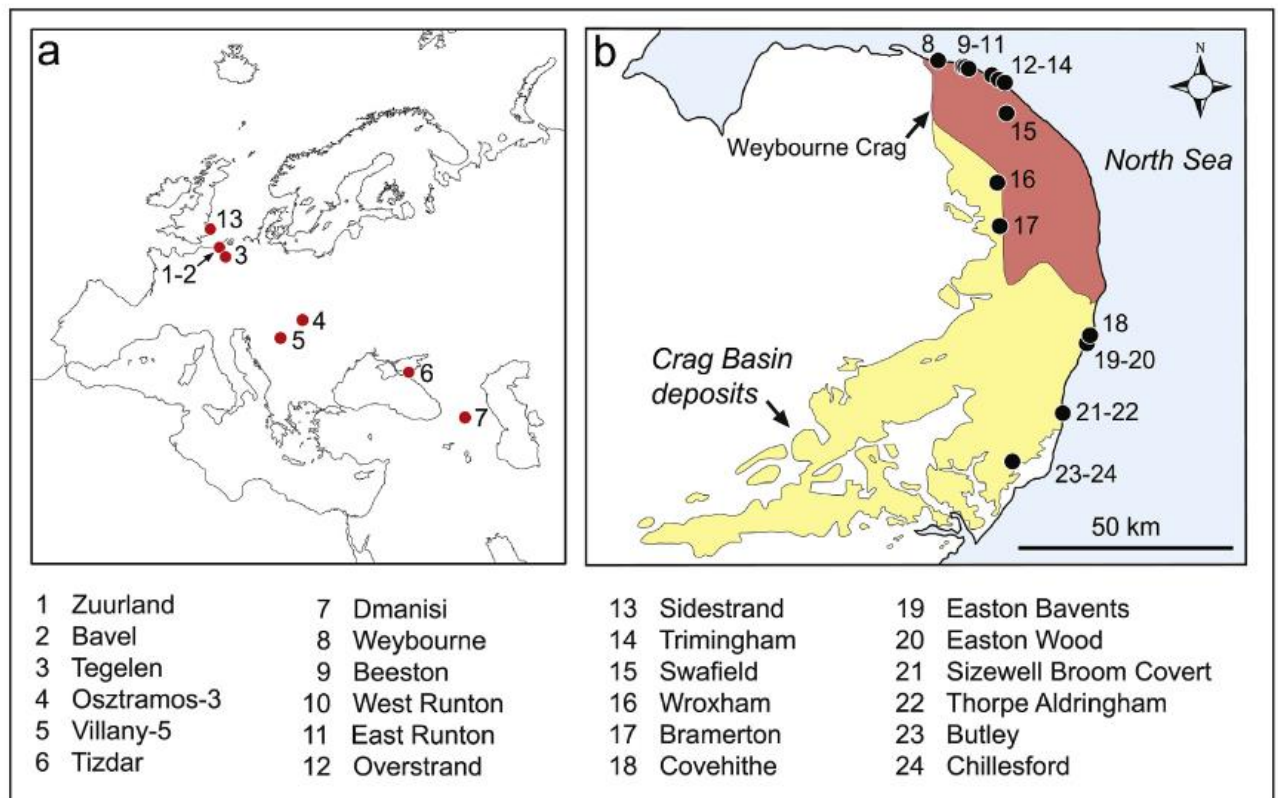 a
13
1-2
3
4
5
6
7
b
8
9-11
12-14
N
15
Weybourne Crag
North Sea
16
17
18
19-20
Crag Basin
deposits
21-22
23-24
50 km
1 Zuurland
2 Bavel
3 Tegelen
4 Osztramos-3
5 Villany-5
6 Tizdar
7 Dmanisi
8 Weybourne
9 Beeston
10 West Runton
11 East Runton
12 Overstrand
13 Sidestrand
14 Trimingham
15 Swafield
16 Wroxham
17 Bramerton
18 Covehithe
19 Easton Bavents
20 Easton Wood
21 Sizewell Broom Covert
22 Thorpe Aldringham
23 Butley
24 Chillesford